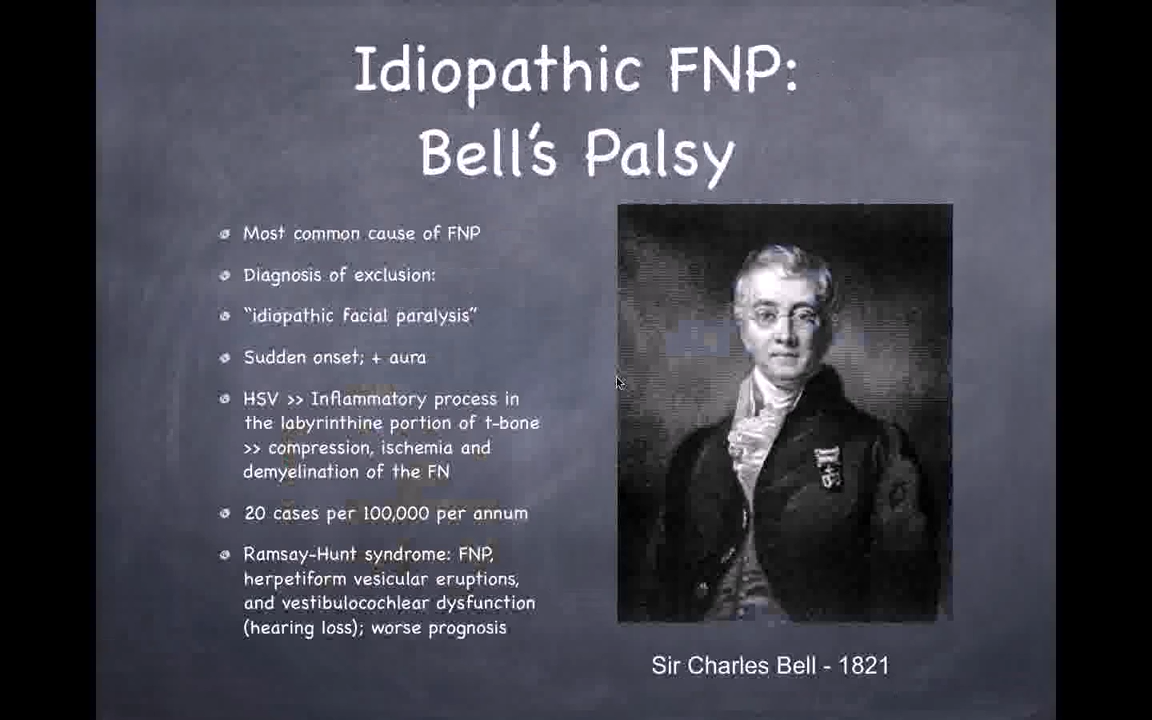 Idiopathic FNP:
Bell's Palsy
Most common cause of FNP
Diagnosis of exclusion:
"idiopathic facial paralysis"
Sudden onset; + aura
HSV >> Inflammatory process in
the labyrinthine portion of t-bone
>> compression, ischemia and
demyelination of the FN
20 cases per 100,000 per annum
Ramsay-Hunt syndrome: FNP,
herpetiform vesicular eruptions,
and vestibulocochlear dysfunction
(hearing loss); worse prognosis
Sir Charles Bell - 1821